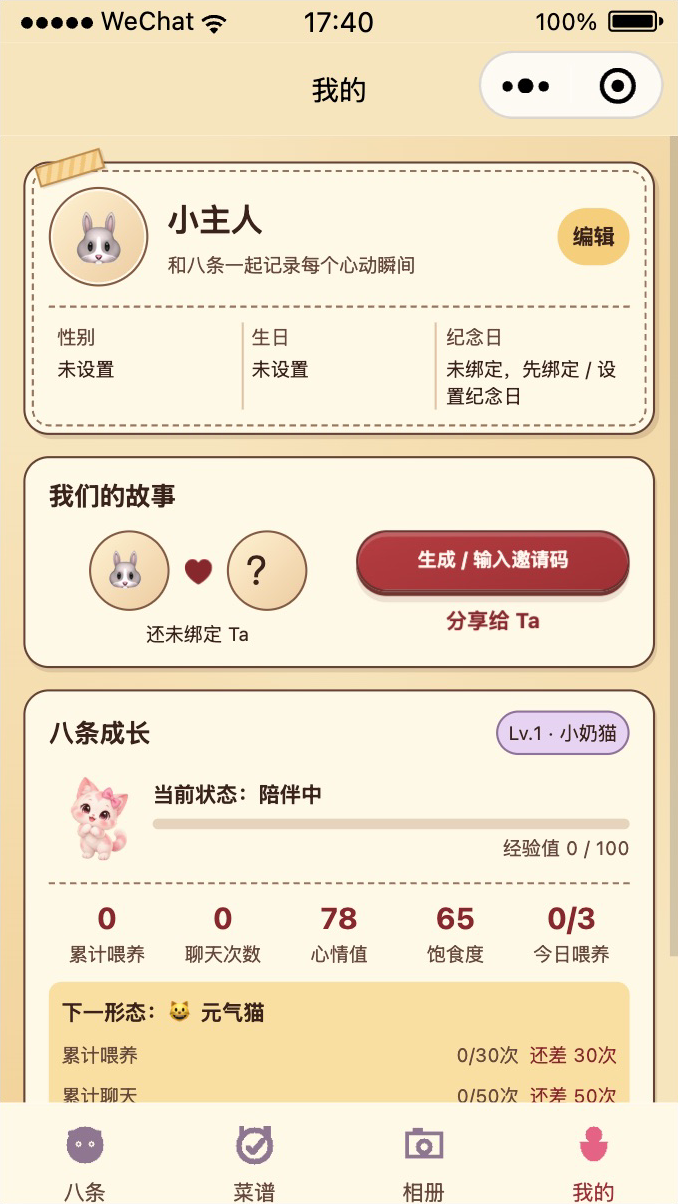 WeChat 17:40 100%
我的
小主人
和八条一起记录每个心动瞬间
编辑
性别
未设置
生日
未设置
纪念日
未绑定，先绑定 / 设
置纪念日
我们的故事
?
还未绑定 Ta
生成 / 输入邀请码
分享给 Ta
八条成长
Lv.1 · 小奶猫
当前状态：陪伴中
经验值 0 / 100
0
累计喂养
0
聊天次数
78
心情值
65
饱食度
0/3
今日喂养
下一形态：😺 元气猫
累计喂养 0/30次 还差 30次
累计聊天 0/50次 还差 50次
八条
菜谱
相册
我的